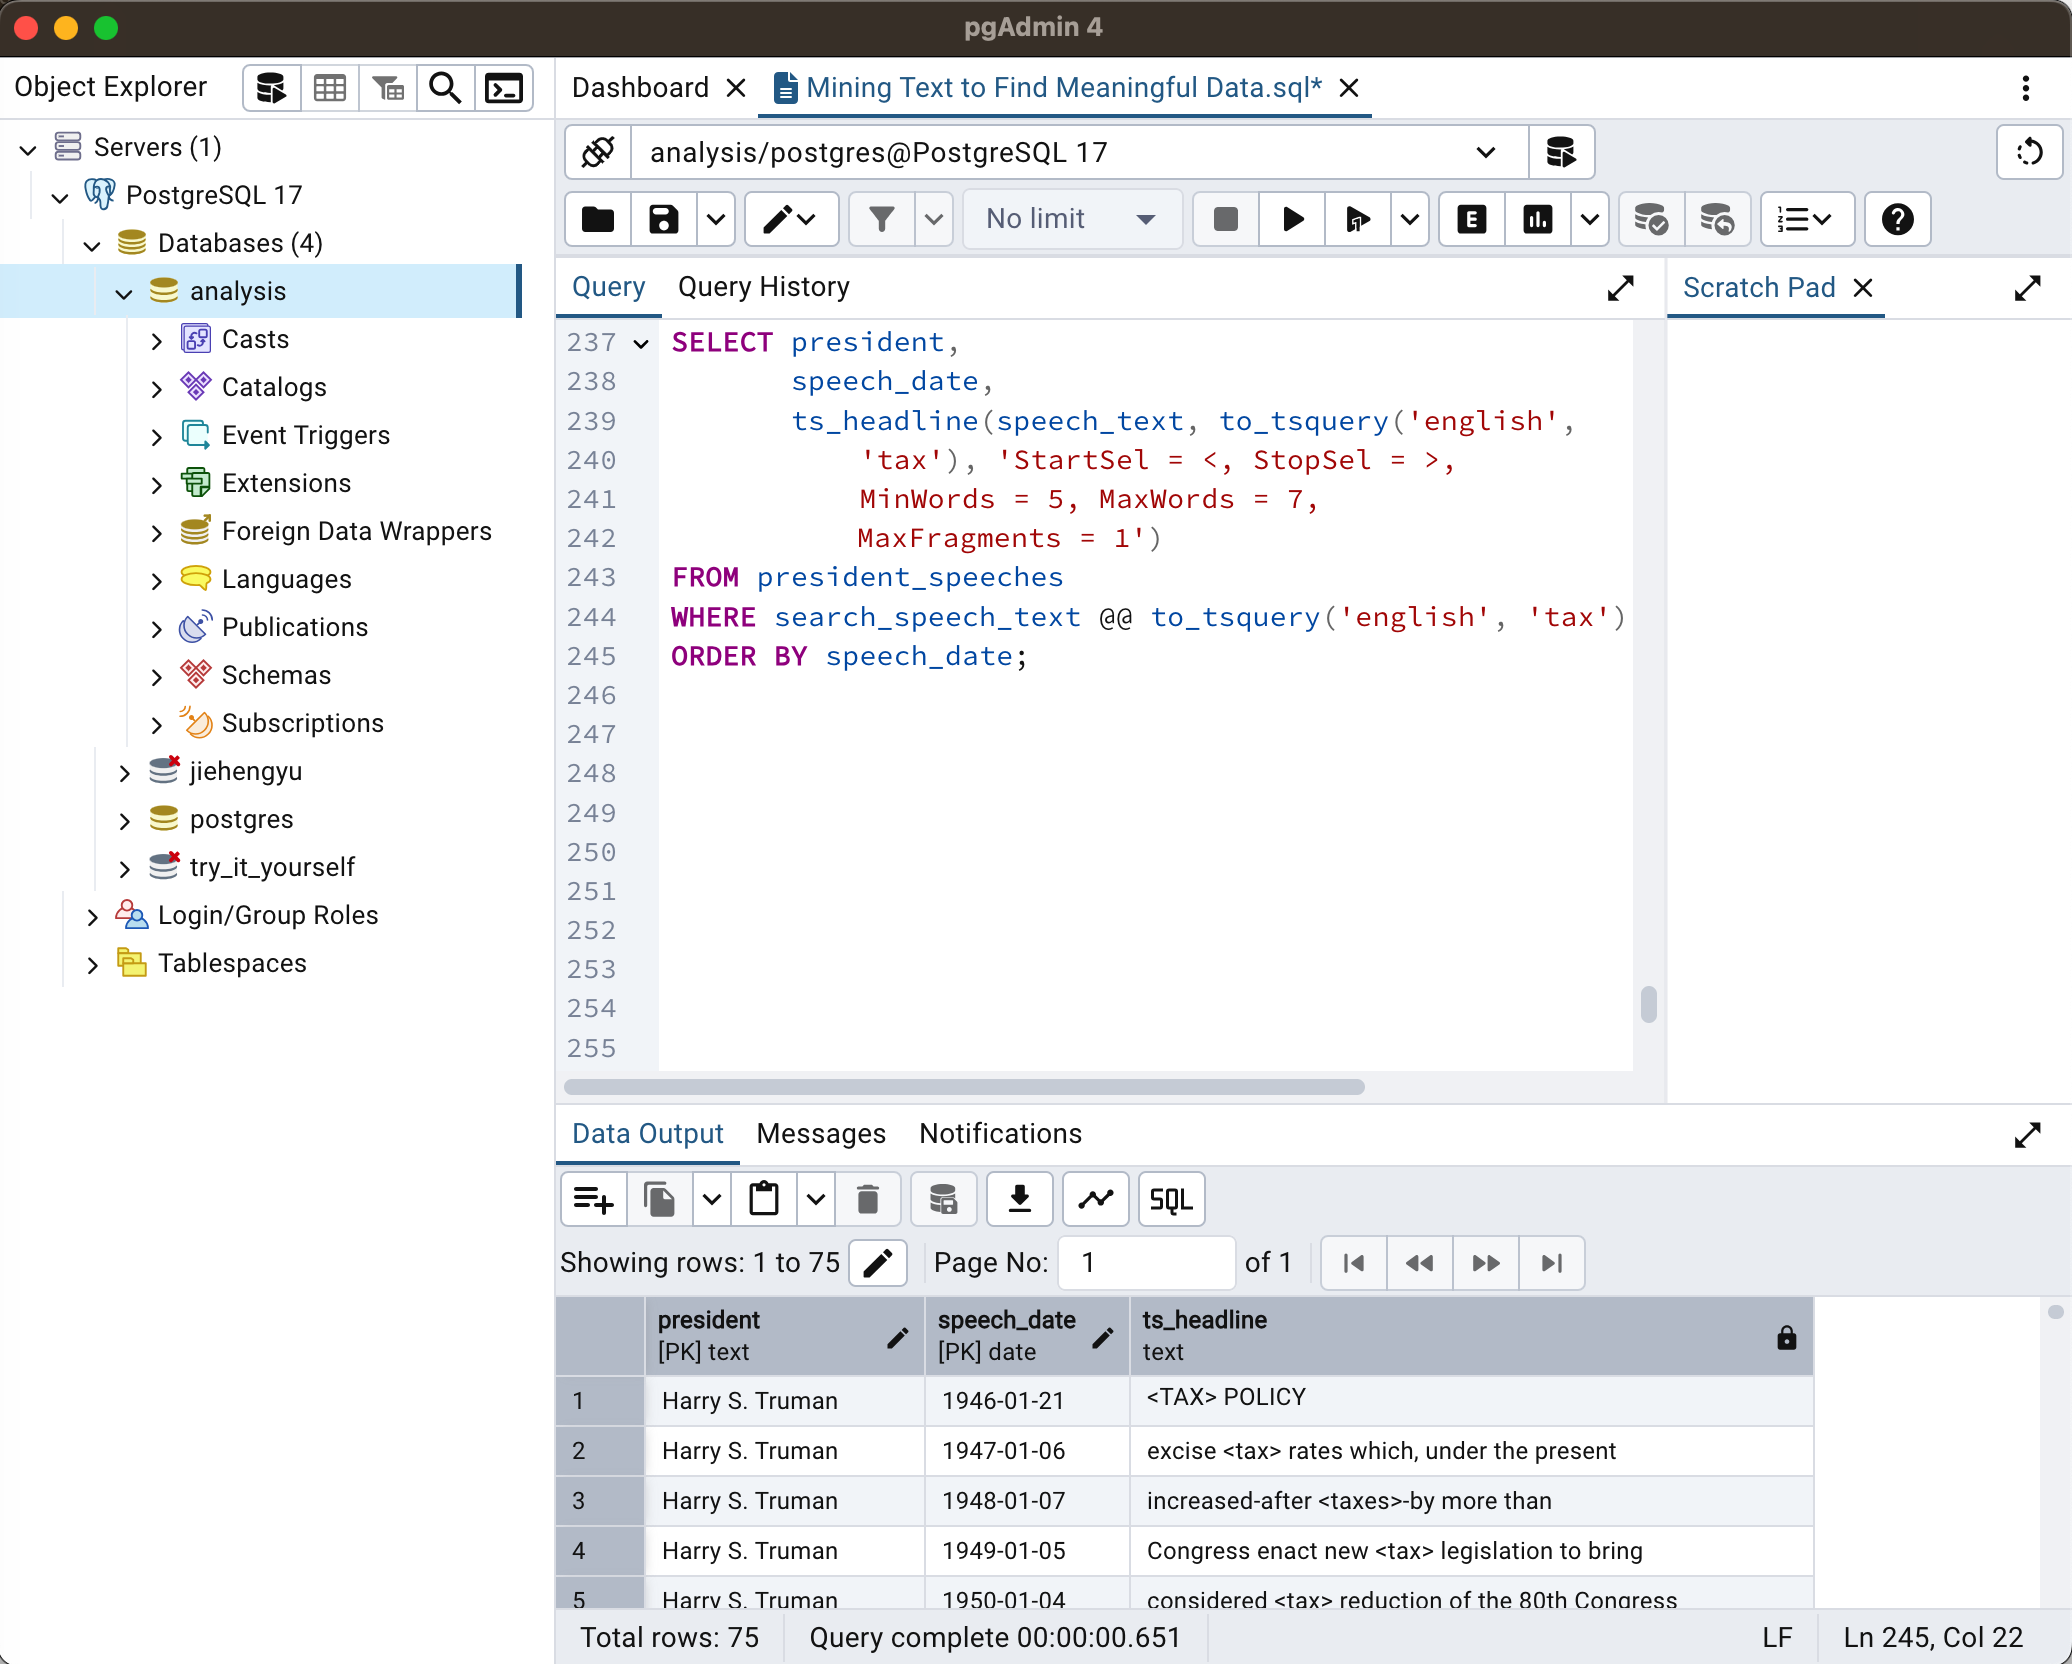 pgAdmin 4
Object Explorer
Dashboard
Mining Text to Find Meaningful Data.sql*
Servers (1)
PostgreSQL 17
Databases (4)
analysis
Casts
Catalogs
Event Triggers
Extensions
Foreign Data Wrappers
Languages
Publications
Schemas
Subscriptions
jiehengyu
postgres
try_it_yourself
Login/Group Roles
Tablespaces
analysis/postgres@PostgreSQL 17
No limit
E
Query
Query History
Scratch Pad
237 SELECT president,
238 speech_date,
239 ts_headline(speech_text, to_tsquery('english',
240 'tax'), 'StartSel = <, StopSel = >,
241 MinWords = 5, MaxWords = 7,
242 MaxFragments = 1')
243 FROM president_speeches
244 WHERE search_speech_text @@ to_tsquery('english', 'tax')
245 ORDER BY speech_date;
246
247
248
249
250
251
252
253
254
255
Data Output
Messages
Notifications
SQL
Showing rows: 1 to 75
Page No: 1 of 1
president [PK] text
speech_date [PK] date
ts_headline text
1 Harry S. Truman 1946-01-21 <TAX> POLICY
2 Harry S. Truman 1947-01-06 excise <tax> rates which, under the present
3 Harry S. Truman 1948-01-07 increased-after <taxes>-by more than
4 Harry S. Truman 1949-01-05 Congress enact new <tax> legislation to bring
5 Harry S. Truman 1950-01-04 considered <tax> reduction of the 80th Congress
Total rows: 75
Query complete 00:00:00.651
LF
Ln 245, Col 22